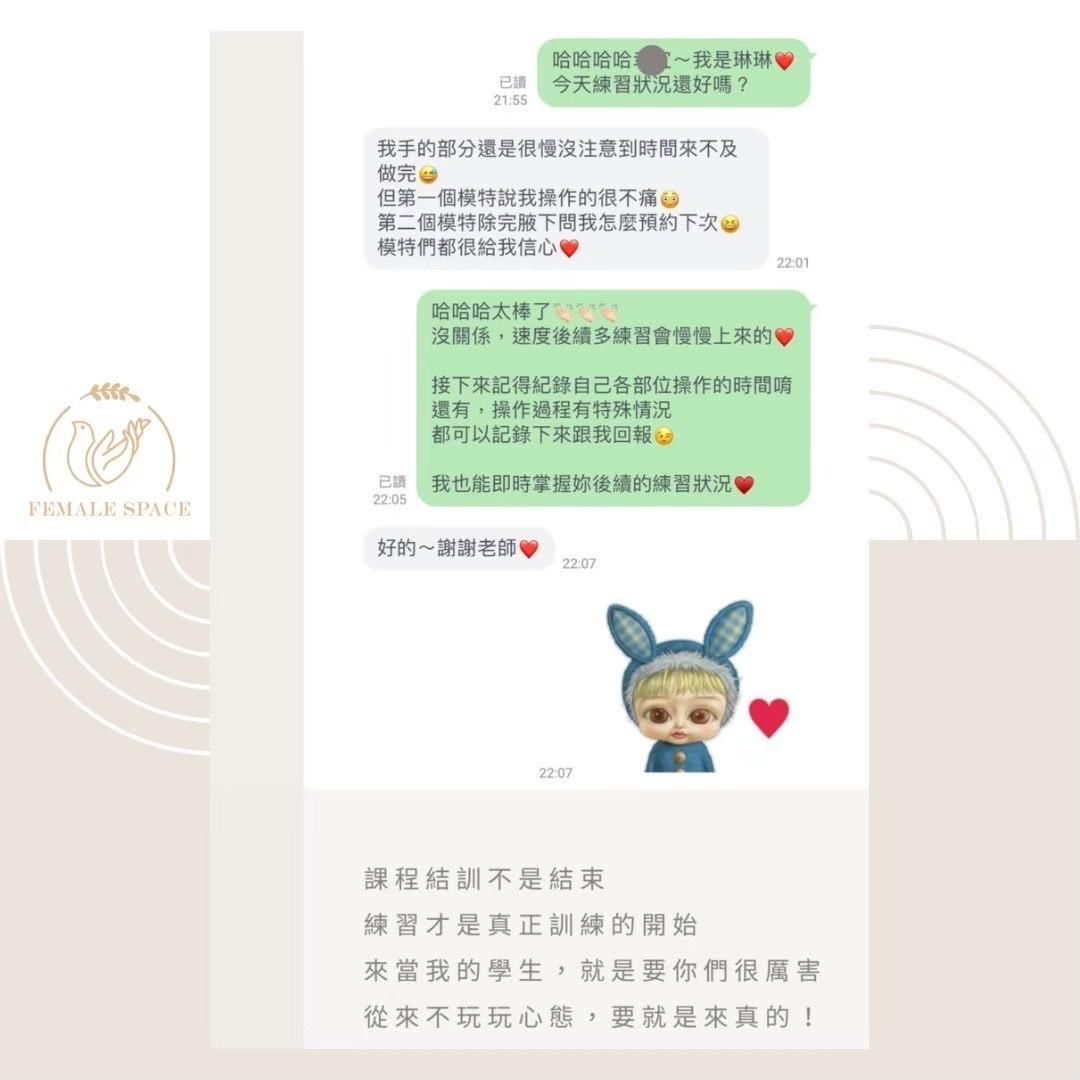 哈哈哈哈～我是琳琳❤️
今天練習狀況還好嗎？
已讀
21:55
我手的部分還是很慢沒注意到時間來不及
做完😅
但第一個模特說我操作的很不痛😳
第二個模特除完腋下問我怎麼預約下次😆
模特們都很給我信心❤️
22:01
哈哈哈太棒了👏🏻👏🏻👏🏻
沒關係，速度後續多練習會慢慢上來的❤️
接下來記得紀錄自己各部位操作的時間唷
還有，操作過程有特殊情況
都可以記錄下來跟我回報😉
我也能即時掌握妳後續的練習狀況♥️
已讀
22:05
好的～謝謝老師❤️
22:07
22:07
FEMALE SPACE
課程結訓不是結束
練習才是真正訓練的開始
來當我的學生，就是要你們很厲害
從來不玩玩心態，要就是來真的！